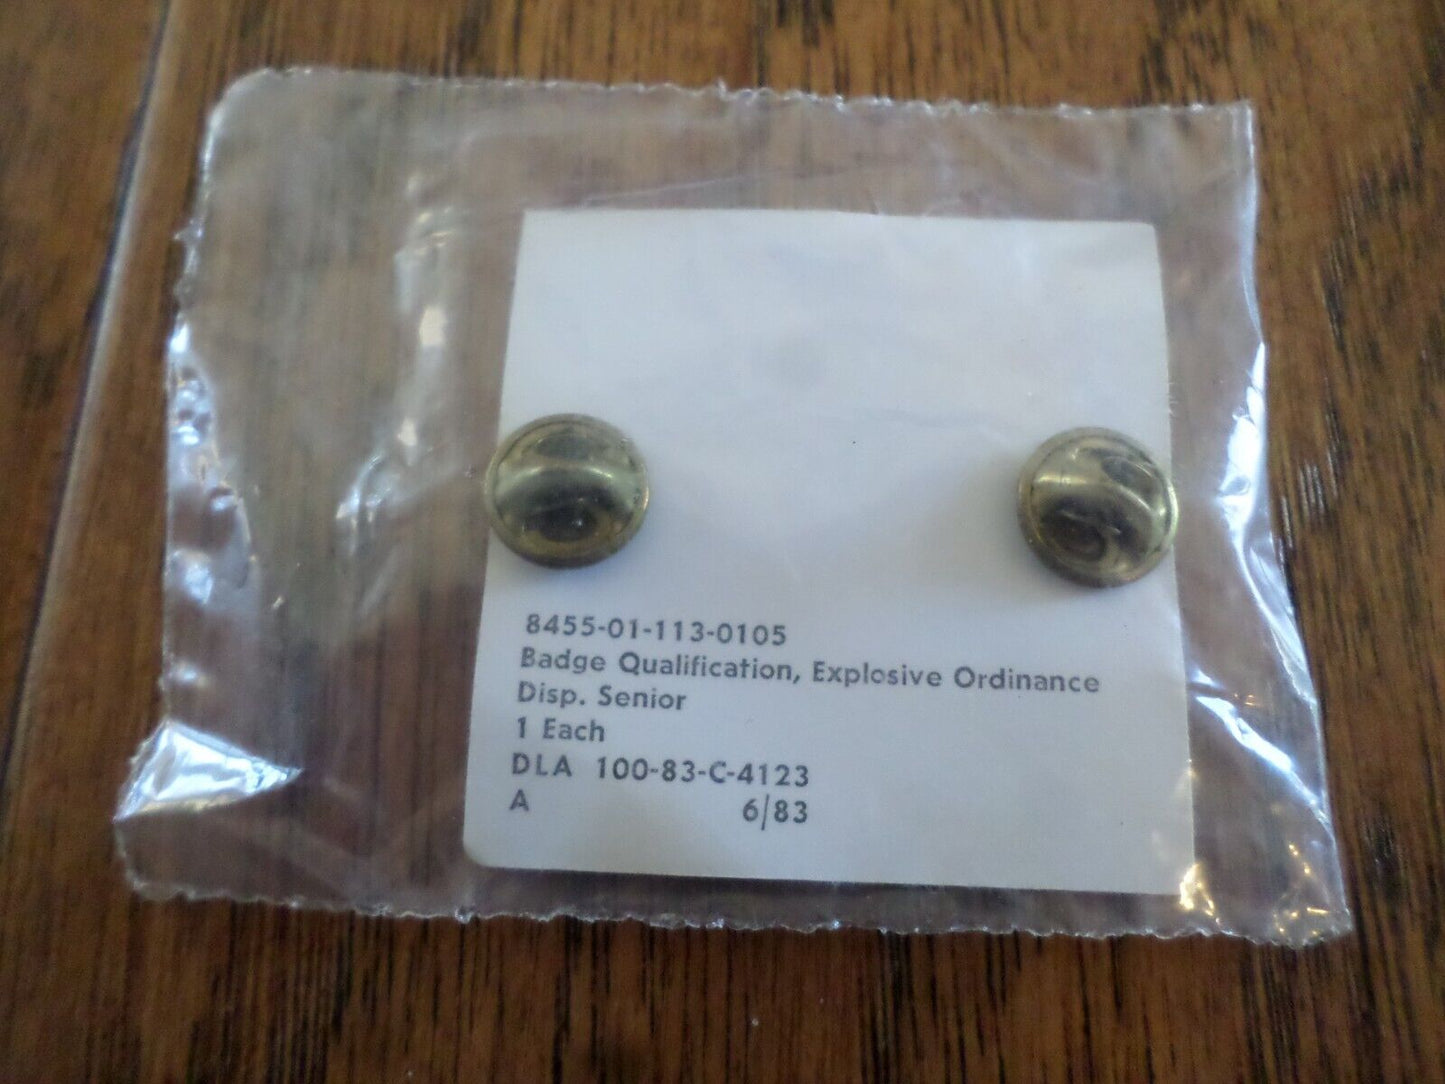 8455-01-113-0105
Badge Qualification, Explosive Ordinance
Disp. Senior
1 Each
DLA 100-83-C-4123
A 6/83